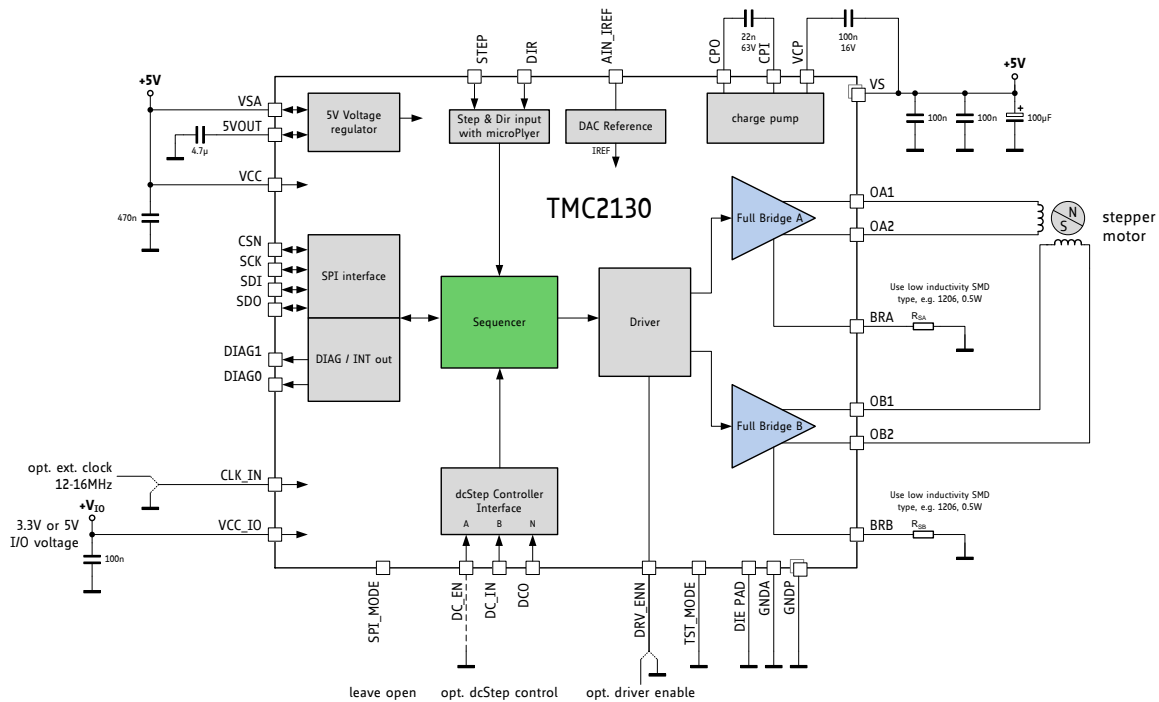 STEP
DIR
AIN_IREF
CPO
22n
63V
CPI
VCP
100n
16V
+5V
VSA
5VOUT
4.7µ
VCC
470n
5V Voltage
regulator
Step & Dir input
with microPlyer
DAC Reference
IREF
charge pump
VS
+5V
100n
100n
+
100µF
TMC2130
Full Bridge A
OA1
OA2
N
S
stepper
motor
CSN
SCK
SDI
SDO
SPI interface
DIAG1
DIAG0
DIAG / INT out
Sequencer
Driver
Use low inductivity SMD
type, e.g. 1206, 0.5W
BRA
RSA
Full Bridge B
OB1
OB2
opt. ext. clock
12-16MHz
CLK_IN
+VIO
3.3V or 5V
I/O voltage
VCC_IO
100n
dcStep Controller
Interface
A
B
N
Use low inductivity SMD
type, e.g. 1206, 0.5W
BRB
RSB
SPI_MODE
DC_EN
DC_IN
DCO
DRV_ENN
TST_MODE
DIE PAD
GNDA
GNDP
leave open
opt. dcStep control
opt. driver enable